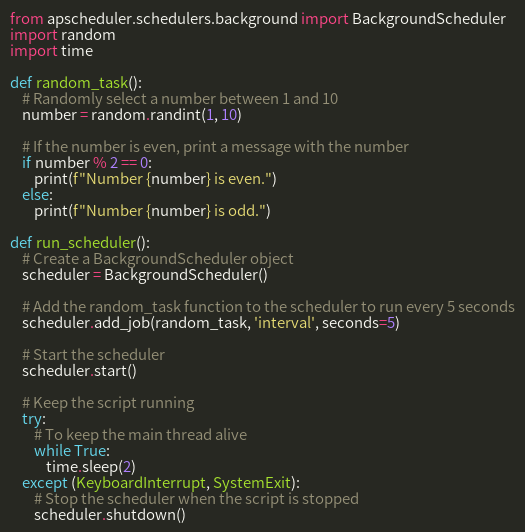 from apscheduler.schedulers.background import BackgroundScheduler
import random
import time

def random_task():
    # Randomly select a number between 1 and 10
    number = random.randint(1, 10)

    # If the number is even, print a message with the number
    if number % 2 == 0:
        print(f"Number {number} is even.")
    else:
        print(f"Number {number} is odd.")

def run_scheduler():
    # Create a BackgroundScheduler object
    scheduler = BackgroundScheduler()

    # Add the random_task function to the scheduler to run every 5 seconds
    scheduler.add_job(random_task, 'interval', seconds=5)

    # Start the scheduler
    scheduler.start()

    # Keep the script running
    try:
        # To keep the main thread alive
        while True:
            time.sleep(2)
    except (KeyboardInterrupt, SystemExit):
        # Stop the scheduler when the script is stopped
        scheduler.shutdown()